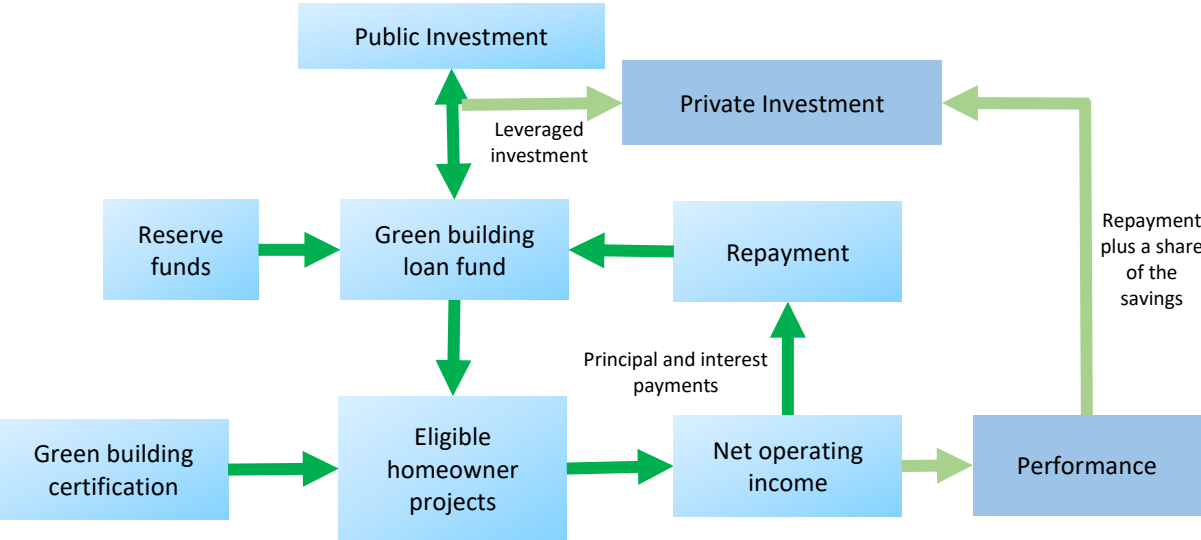 Public Investment
Private Investment
Leveraged
investment
Reserve
funds
Green building
loan fund
Repayment
Repayment
plus a share
of the
savings
Principal and interest
payments
Green building
certification
Eligible
homeowner
projects
Net operating
income
Performance